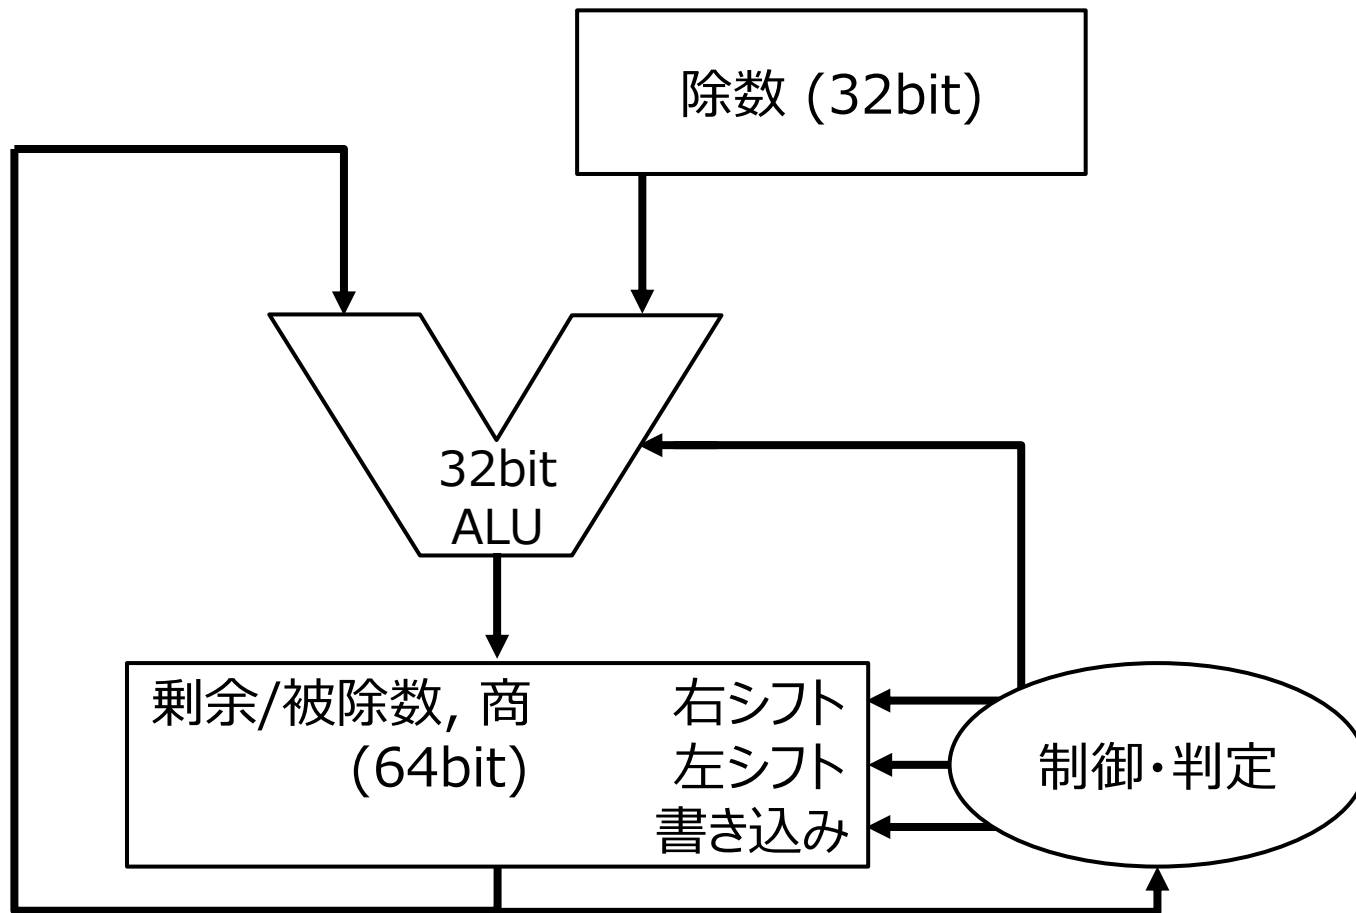 除数 (32bit)
32bit
ALU
剰余/被除数, 商
(64bit)
右シフト
左シフト
書き込み
制御・判定